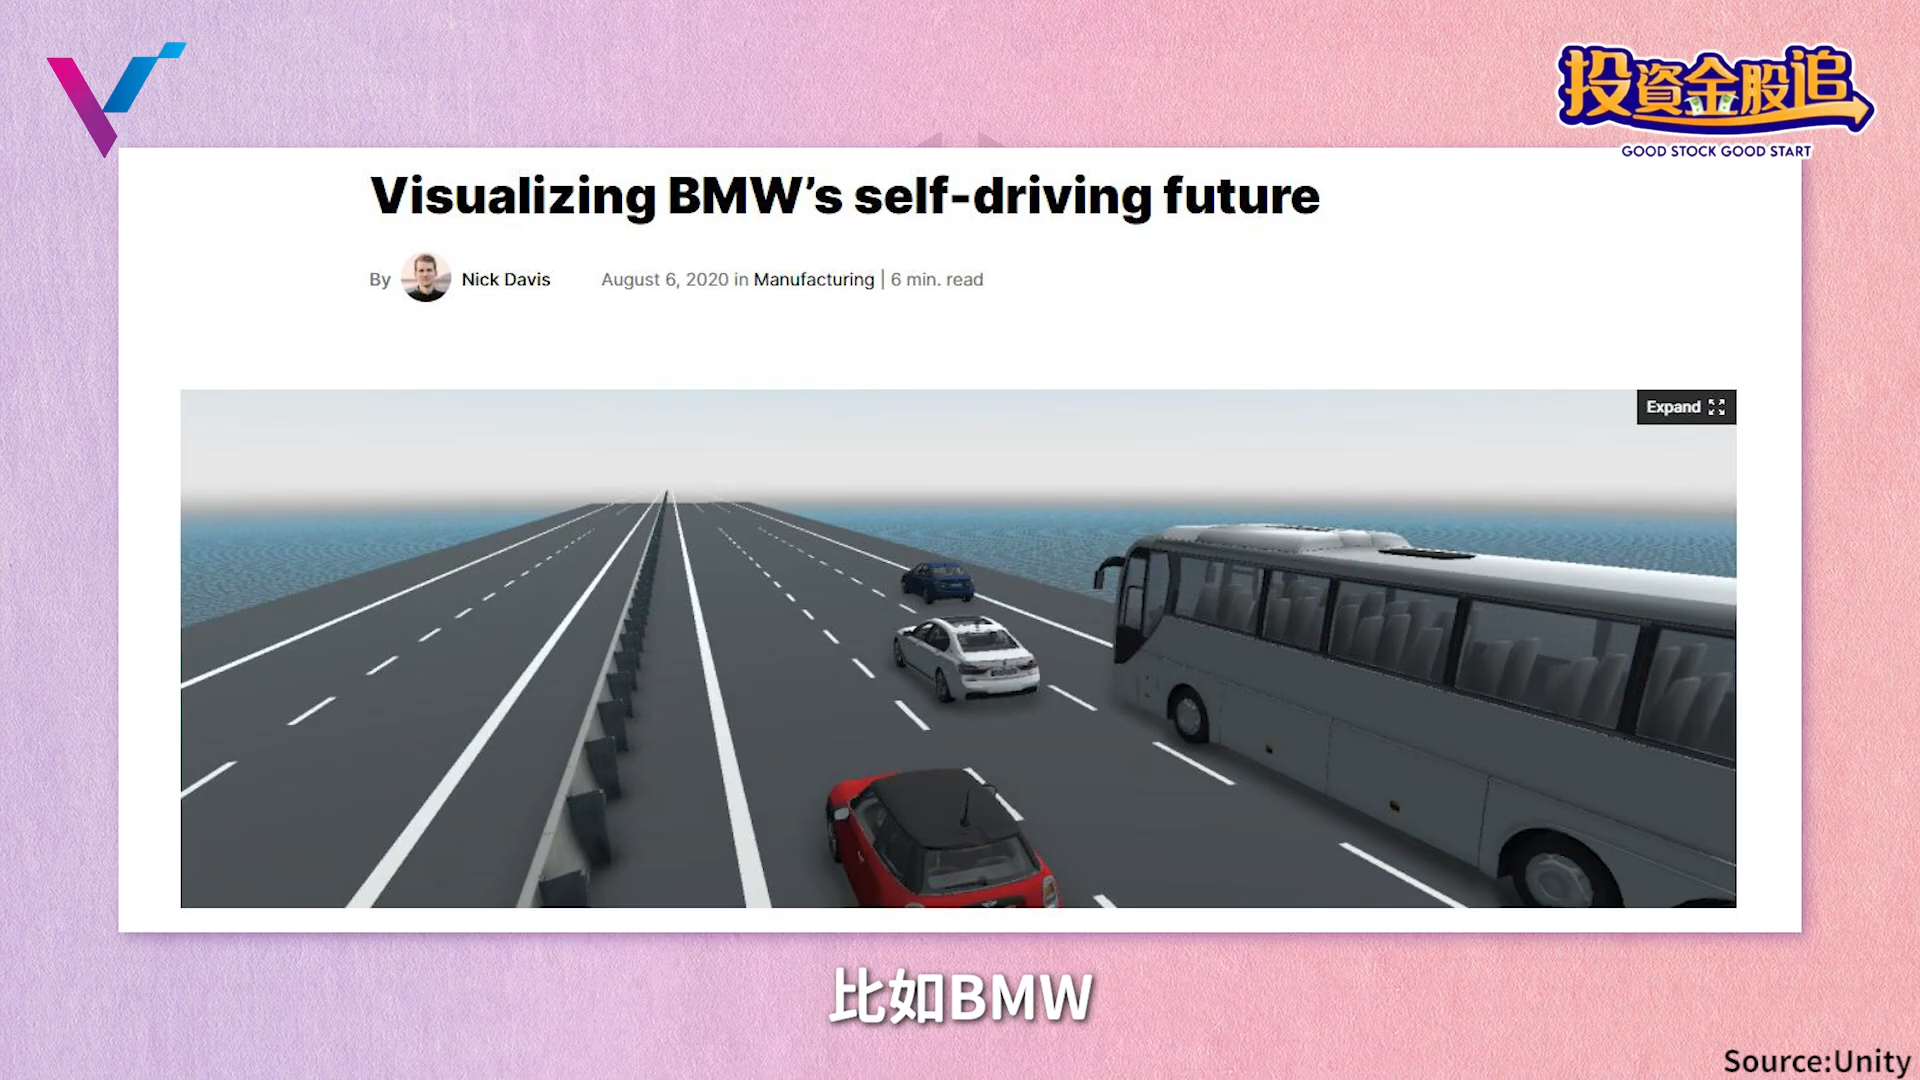 投資金股追
GOOD STOCK GOOD START
Visualizing BMW’s self-driving future
By Nick Davis August 6, 2020 in Manufacturing | 6 min. read
Expand
比如BMW
Source:Unity